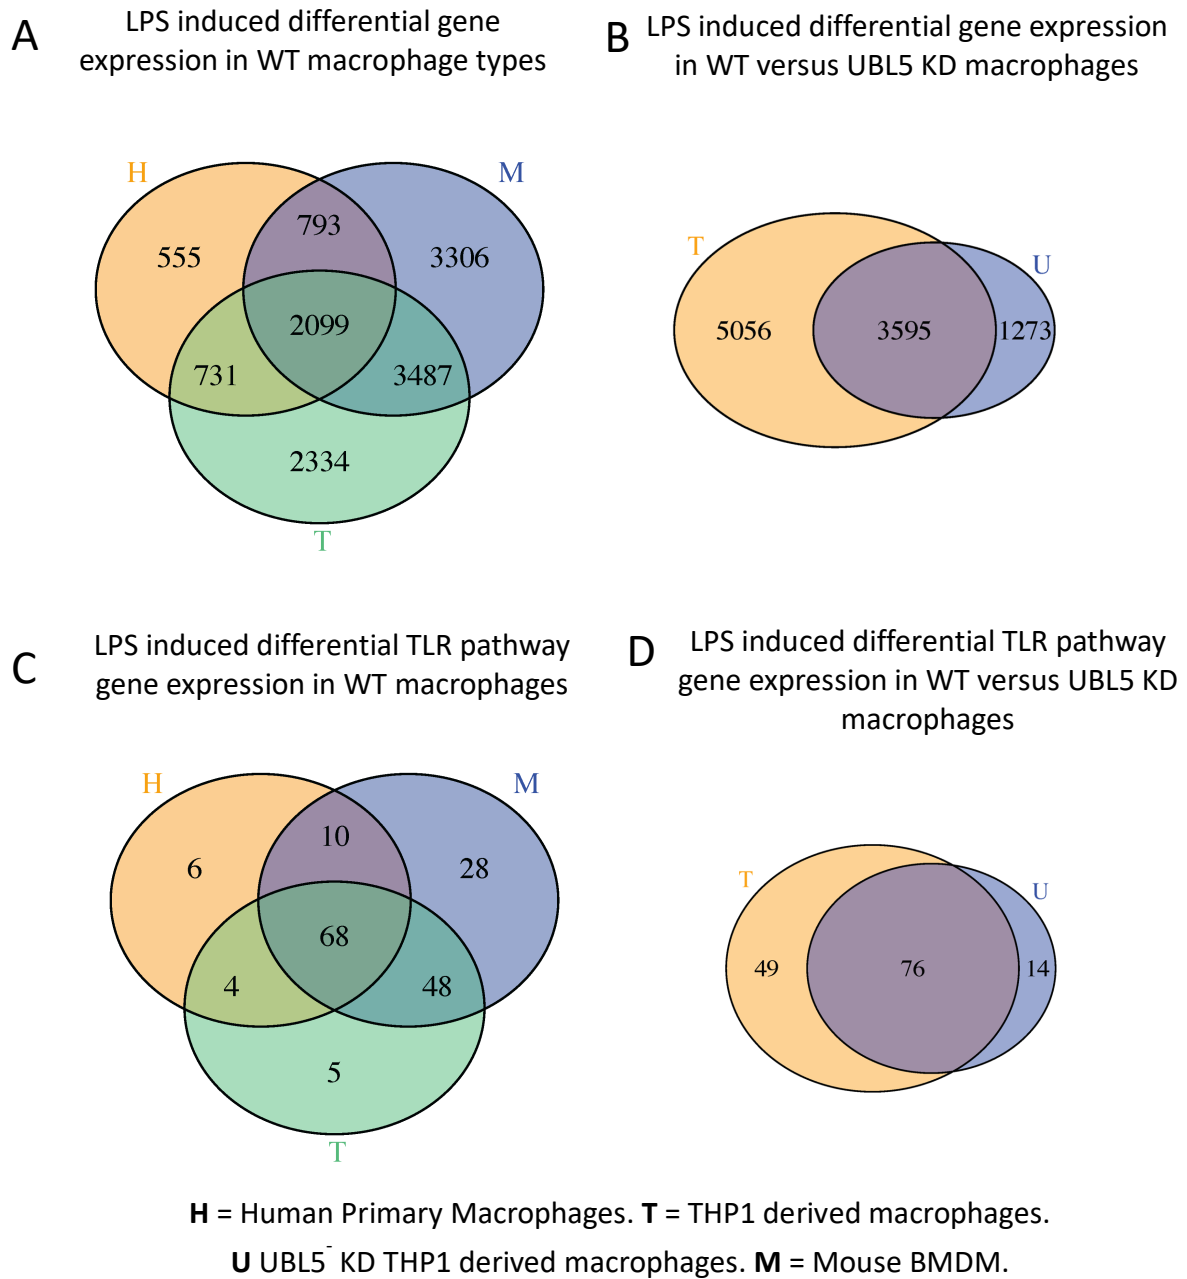 A
LPS induced differential gene
expression in WT macrophage types
H
M
793
555
3306
2099
731
3487
2334
T
B
LPS induced differential gene expression
in WT versus UBL5 KD macrophages
T
U
5056
3595
1273
C
LPS induced differential TLR pathway
gene expression in WT macrophages
H
M
10
6
28
68
4
48
5
T
D
LPS induced differential TLR pathway
gene expression in WT versus UBL5 KD
macrophages
T
U
49
76
14
H = Human Primary Macrophages. T = THP1 derived macrophages.
U UBL5- KD THP1 derived macrophages. M = Mouse BMDM.